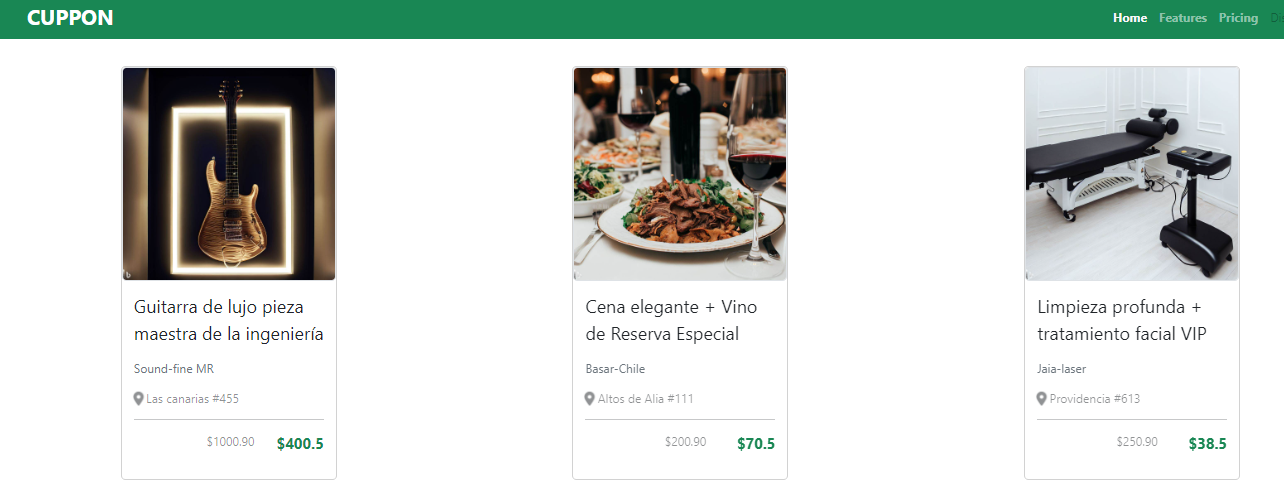 CUPPON
Home Features Pricing
Guitarra de lujo pieza
maestra de la ingeniería
Sound-fine MR
Las canarias #455
$1000.90 $400.5
Cena elegante + Vino
de Reserva Especial
Basar-Chile
Altos de Alia #111
$200.90 $70.5
Limpieza profunda +
tratamiento facial VIP
Jaia-laser
Providencia #613
$250.90 $38.5